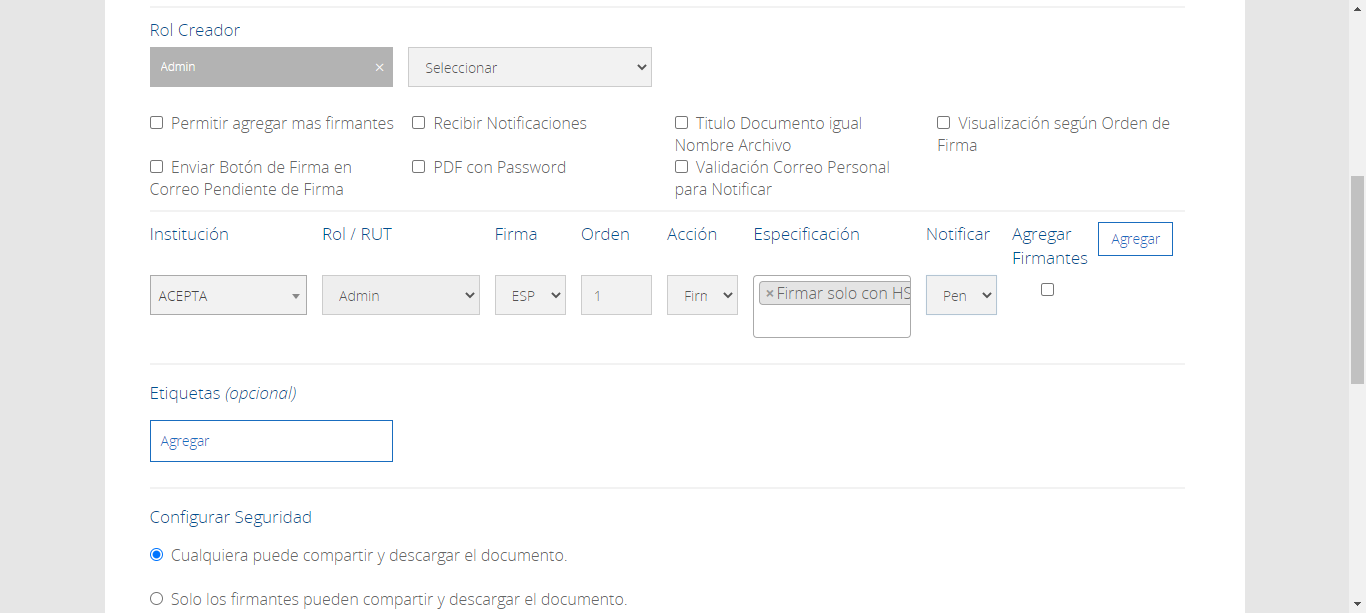 Rol Creador
Admin ×
Seleccionar
Permitir agregar mas firmantes
Recibir Notificaciones
Titulo Documento igual
Nombre Archivo
Visualización según Orden de
Firma
Enviar Botón de Firma en
Correo Pendiente de Firma
PDF con Password
Validación Correo Personal
para Notificar
Institución Rol / RUT Firma Orden Acción Especificación Notificar Agregar
Firmantes
Agregar
ACEPTA Admin ESP 1 Firn ×Firmar solo con HS Pen
Etiquetas (opcional)
Agregar
Configurar Seguridad
Cualquiera puede compartir y descargar el documento.
Solo los firmantes pueden compartir y descargar el documento.